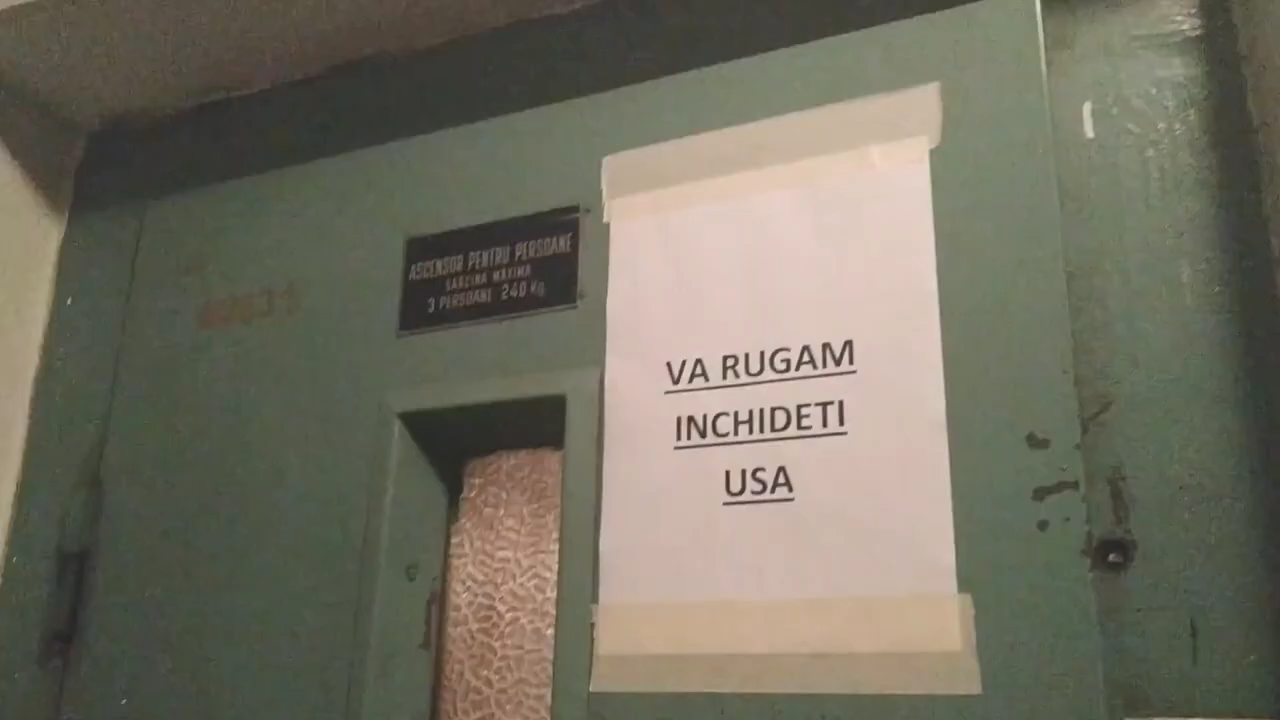 ASCENSOR PENTRU PERSOANE
SARCINA MAXIMA
3 PERSOANE 240 Kg
VA RUGAM
INCHIDETI
USA